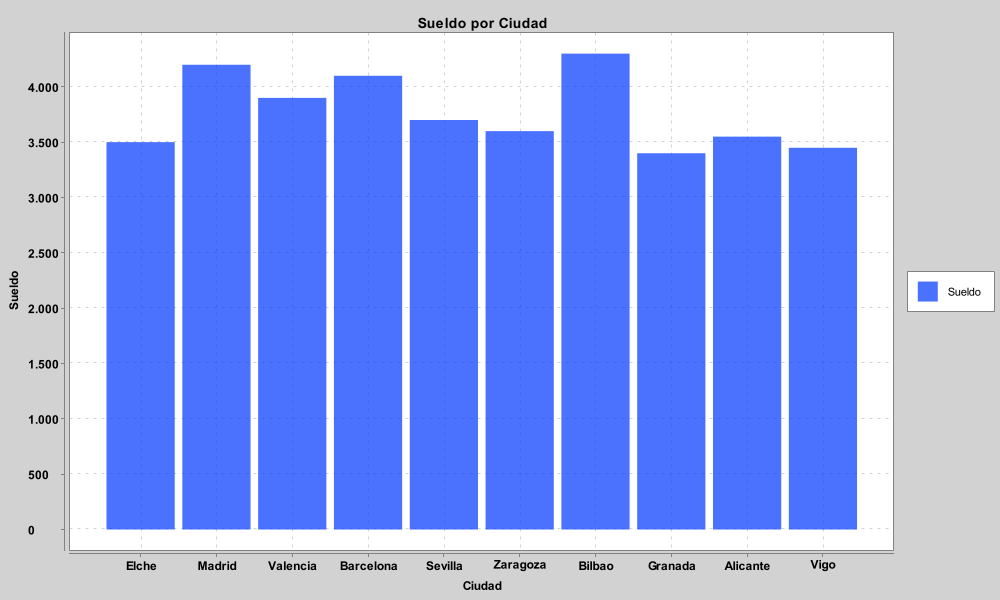 Sueldo por Ciudad
Sueldo
4.000
3.500
3.000
2.500
2.000
1.500
1.000
500
0
Elche Madrid Valencia Barcelona Sevilla Zaragoza Bilbao Granada Alicante Vigo
Ciudad
Sueldo